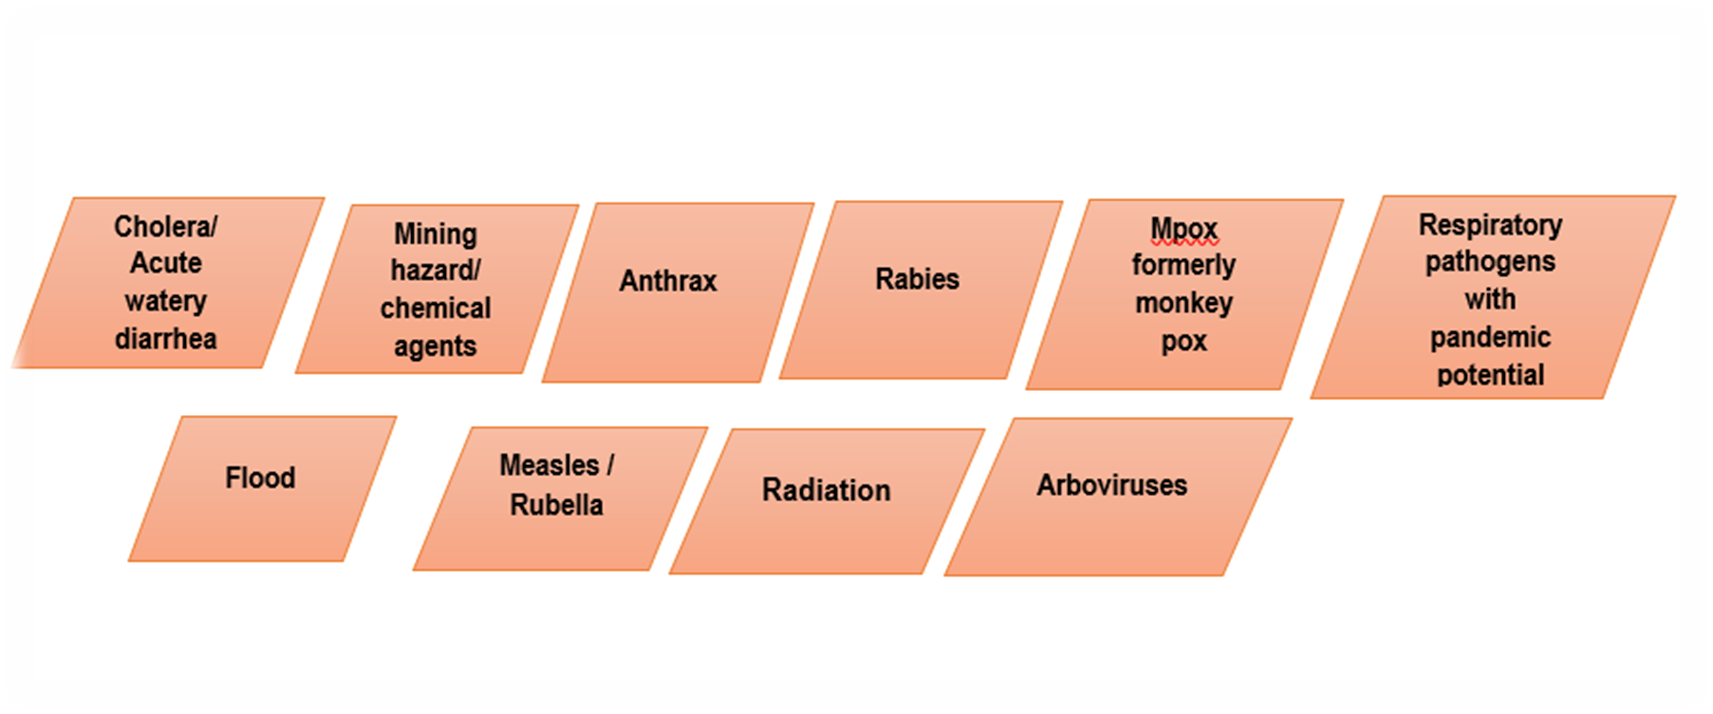 Cholera/
Acute
watery
diarrhea
Mining
hazard/
chemical
agents
Anthrax
Rabies
Mpox
formerly
monkey
pox
Respiratory
pathogens
with
pandemic
potential
Flood
Measles /
Rubella
Radiation
Arboviruses